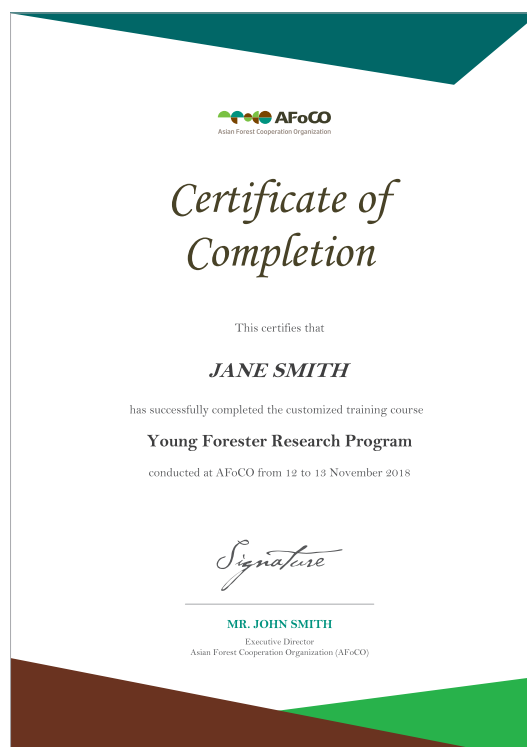 AFoCO
Asian Forest Cooperation Organization
Certificate of
Completion
This certifies that
JANE SMITH
has successfully completed the customized training course
Young Forester Research Program
conducted at AFoCO from 12 to 13 November 2018
Signature
MR. JOHN SMITH
Executive Director
Asian Forest Cooperation Organization (AFoCO)